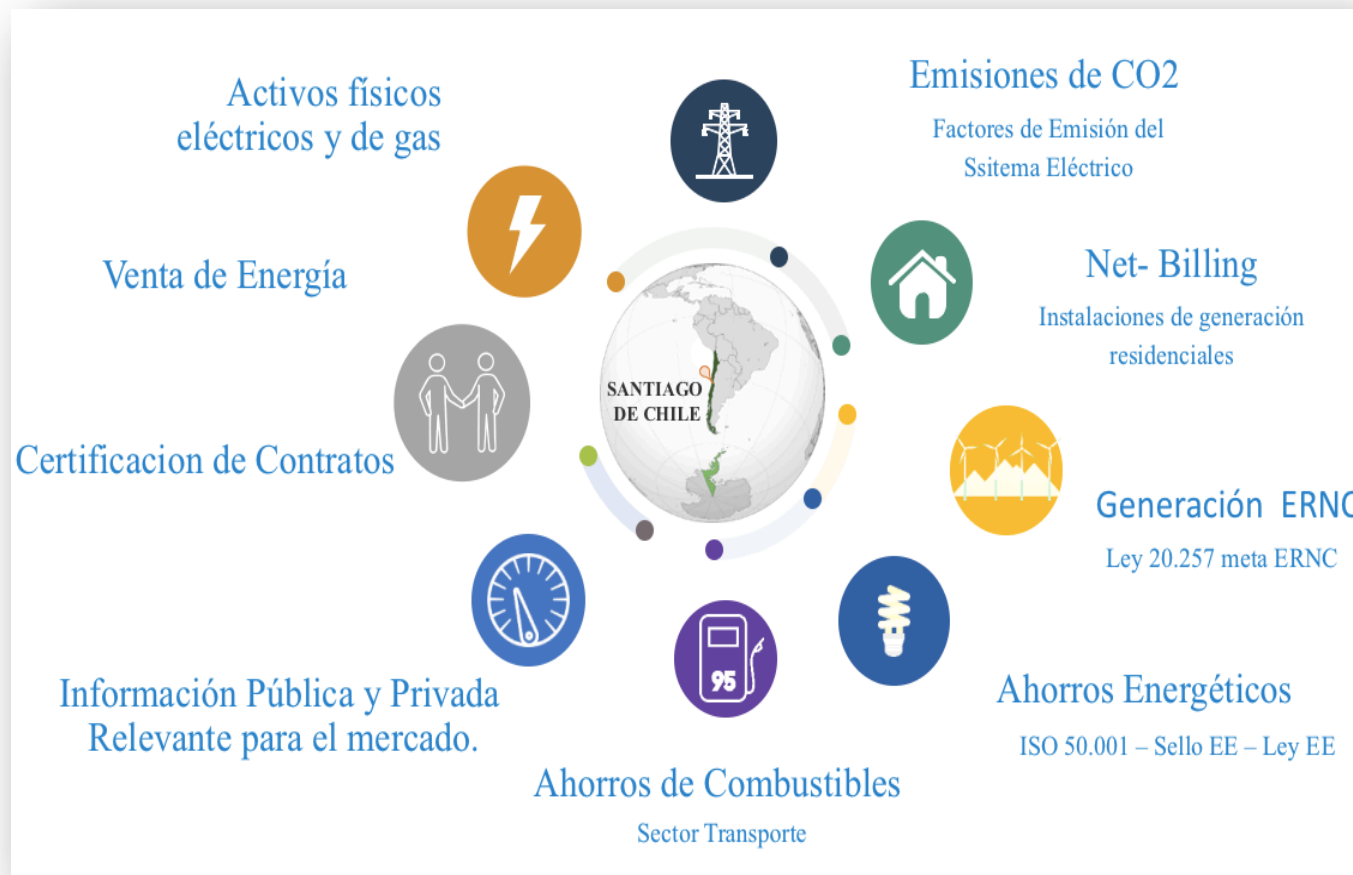 Activos físicos
eléctricos y de gas
Emisiones de CO2
Factores de Emisión del
Ssitema Eléctrico
Venta de Energía
Net- Billing
Instalaciones de generación
residenciales
SANTIAGO
DE CHILE
Certificacion de Contratos
Generación ERNC
Ley 20.257 meta ERNC
95
Información Pública y Privada
Relevante para el mercado.
Ahorros Energéticos
ISO 50.001 – Sello EE – Ley EE
Ahorros de Combustibles
Sector Transporte